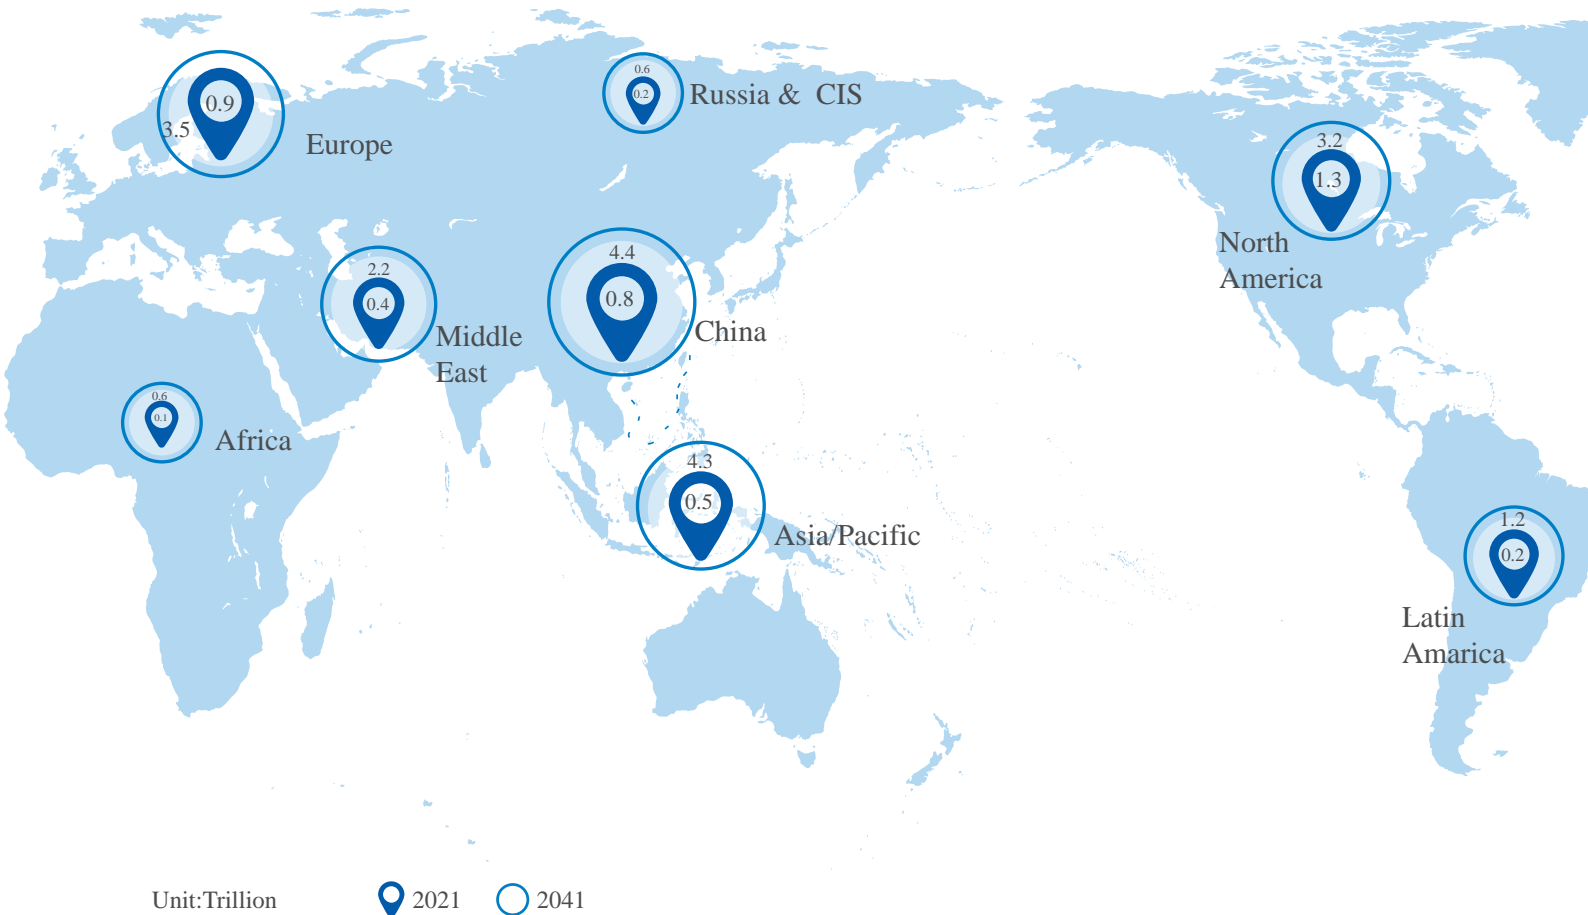 0.9
3.5
Europe
0.6
0.2
Russia & CIS
3.2
1.3
North
America
2.2
0.4
Middle
East
4.4
0.8
China
0.6
0.1
Africa
4.3
0.5
Asia/Pacific
1.2
0.2
Latin
Amarica
Unit:Trillion
2021
2041